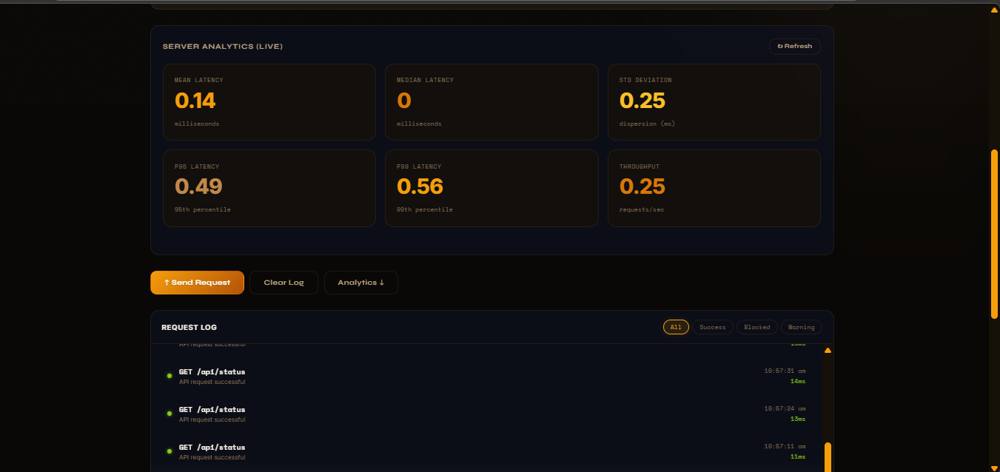 SERVER ANALYTICS (LIVE)
↻ Refresh
MEAN LATENCY
0.14
milliseconds
MEDIAN LATENCY
0
milliseconds
STD DEVIATION
0.25
dispersion (ms)
P95 LATENCY
0.49
95th percentile
P99 LATENCY
0.56
99th percentile
THROUGHPUT
0.25
requests/sec
↑ Send Request
Clear Log
Analytics ↓
REQUEST LOG
All
Success
Blocked
Warning
API request successful
GET /api/status
10:57:31 am
API request successful
14ms
GET /api/status
10:57:24 am
API request successful
13ms
GET /api/status
10:57:11 am
API request successful
11ms